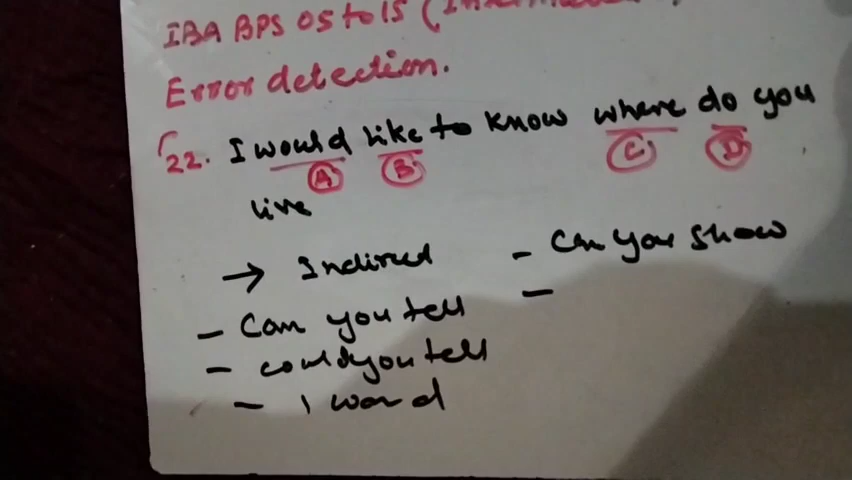 IBA BPS 05 to 15 (
Error detection.
22. I would like to know where do you
A B C D
live
→ Indirect - Can you show
- Can you tell -
- could you tell
- I